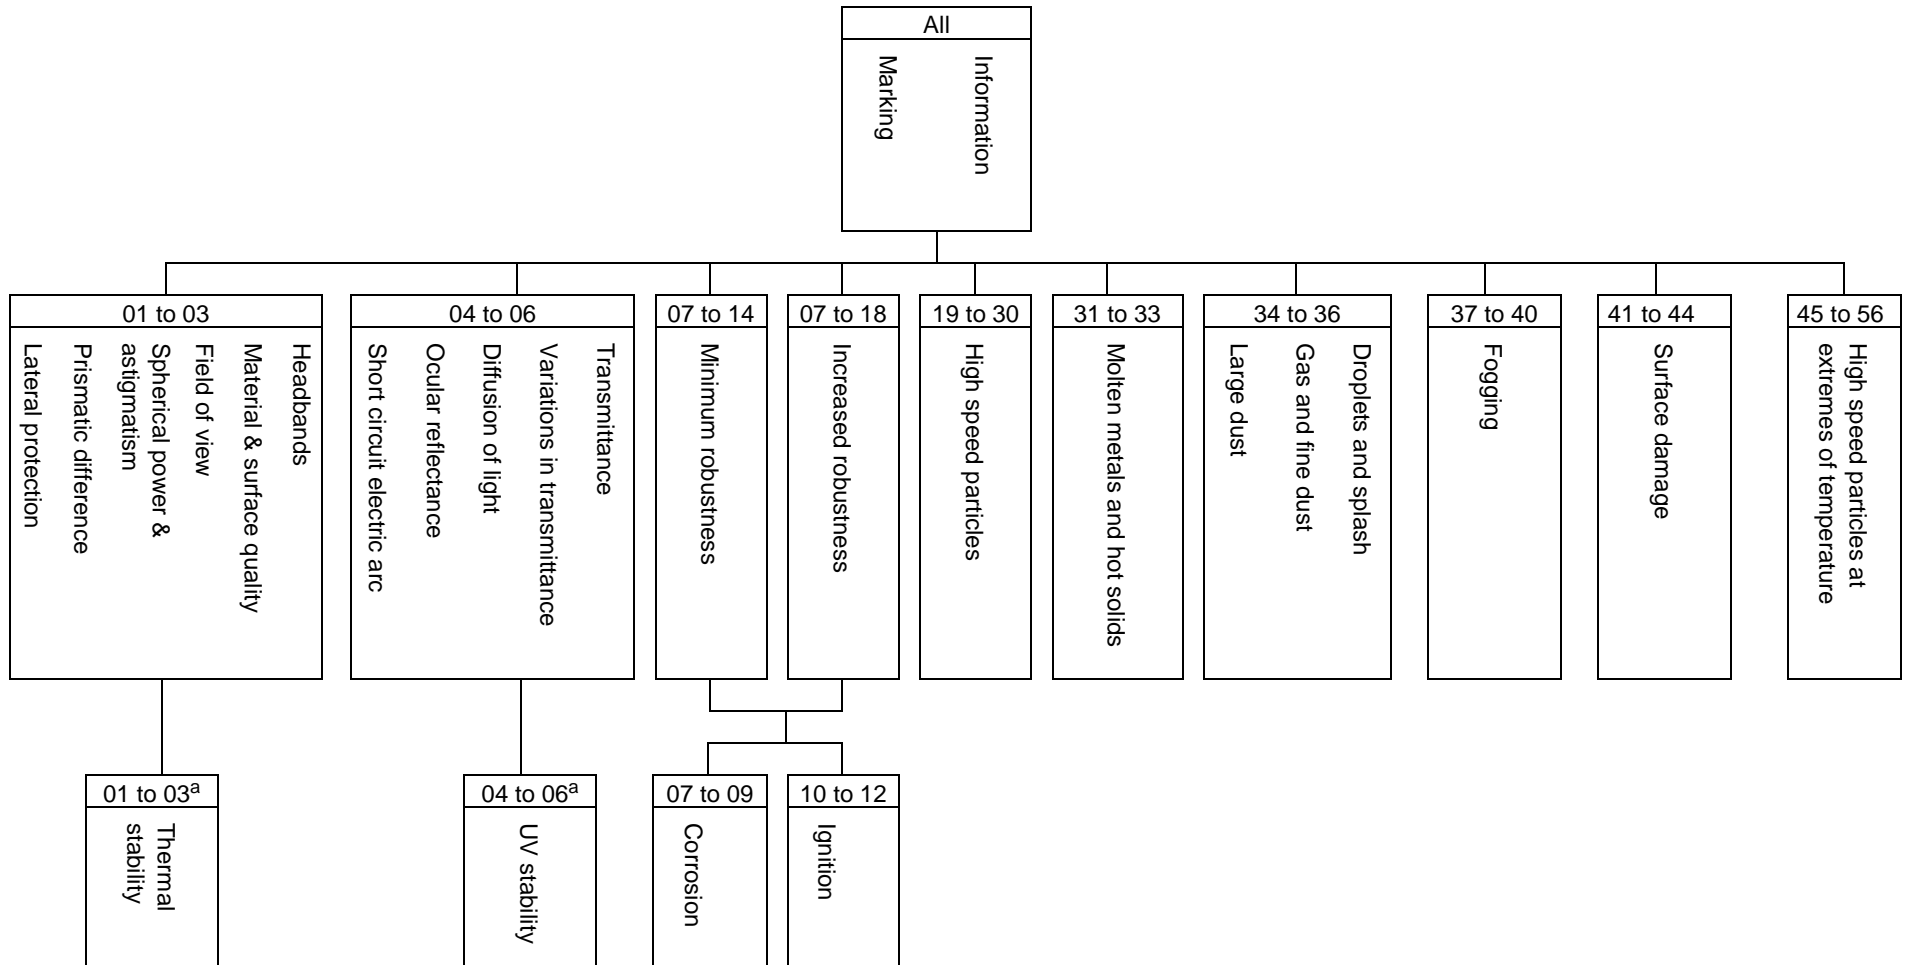 All
Information
Marking
01 to 03
Headbands
Material & surface quality
Field of view
Spherical power &
astigmatism
Prismatic difference
Lateral protection
04 to 06
Transmittance
Variations in transmittance
Diffusion of light
Ocular reflectance
Short circuit electric arc
07 to 14
Minimum robustness
07 to 18
Increased robustness
19 to 30
High speed particles
31 to 33
Molten metals and hot solids
34 to 36
Droplets and splash
Gas and fine dust
Large dust
37 to 40
Fogging
41 to 44
Surface damage
45 to 56
High speed particles at
extremes of temperature
01 to 03a
Thermal
stability
04 to 06a
UV stability
07 to 09
Corrosion
10 to 12
Ignition